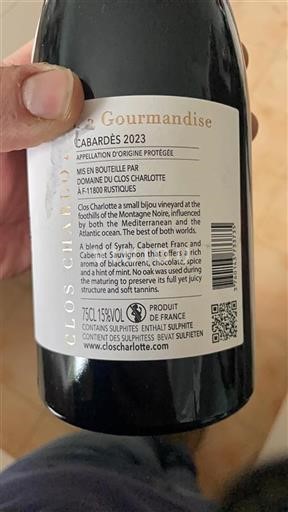 Gourmandise
CABARDÈS 2023
APPELLATION D'ORIGINE PROTÉGÉE
MIS EN BOUTEILLE PAR
DOMAINE DU CLOS CHARLOTTE
À F-11800 RUSTIQUES
Clos Charlotte a small bijou vineyard at the
foothills of the Montagne Noire, influenced
by both the Mediterranean and the
Atlantic ocean. The best of both worlds.
A blend of Syrah, Cabernet Franc and
Cabernet Sauvignon that offers a rich
aroma of blackcurrent, chocolate, spice
and a hint of mint. No oak was used during
the maturing to preserve its full yet juicy
structure and soft tannins.
75CL 15%VOL
PRODUIT
DE FRANCE
CONTAINS SULPHITES ENTHALT SULPHITE
CONTIENT DES SULPHITESS BEVAT SULFIETEN
www.closcharlotte.com
CLOS CHARLO